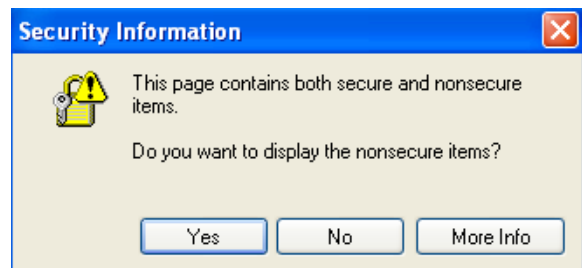 Security Information
This page contains both secure and nonsecure
items.
Do you want to display the nonsecure items?
Yes
No
More Info